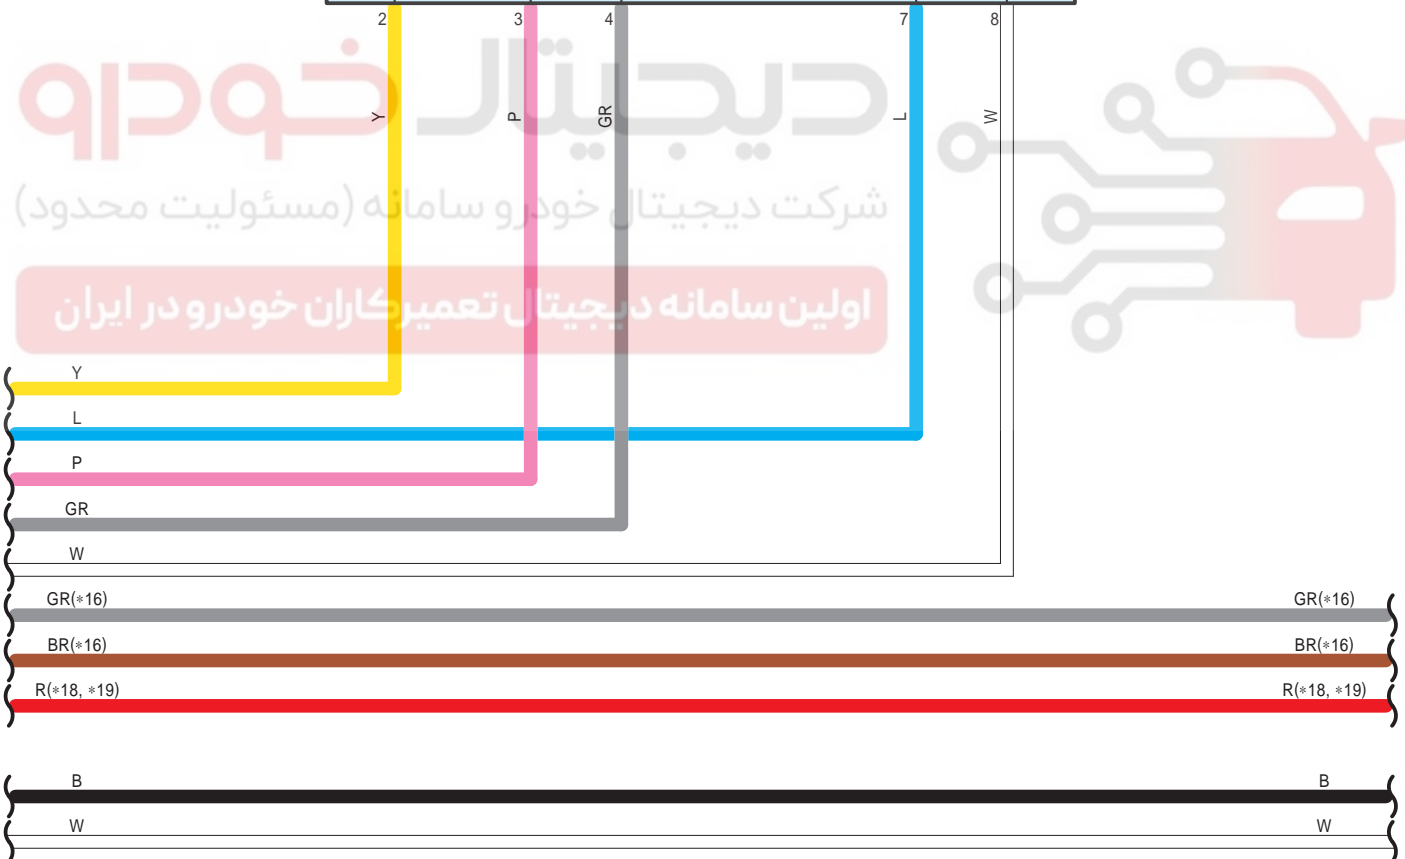 2 3 4 7 8
دیجیتال خودرو
Y P GR L W
شرکت دیجیتال خودرو سامانه (مسئولیت محدود)
اولین سامانه دیجیتال تعمیرکاران خودرو در ایران
Y
L
P
GR
W
GR(*16) GR(*16)
BR(*16) BR(*16)
R(*18, *19) R(*18, *19)
B B
W W